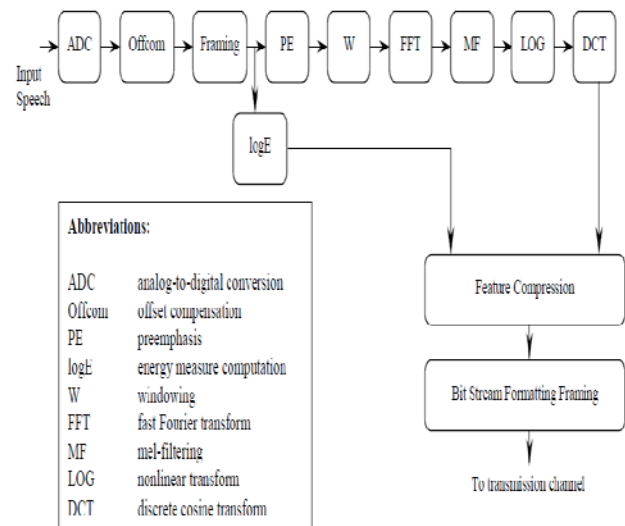 ADC Offcom Framing PE W FFT MF LOG DCT
Input
Speech
logE
Feature Compression
Bit Stream Formatting Framing
To transmission channel
Abbreviations:
ADC analog-to-digital conversion
Offcom offset compensation
PE preemphasis
logE energy measure computation
W windowing
FFT fast Fourier transform
MF mel-filtering
LOG nonlinear transform
DCT discrete cosine transform